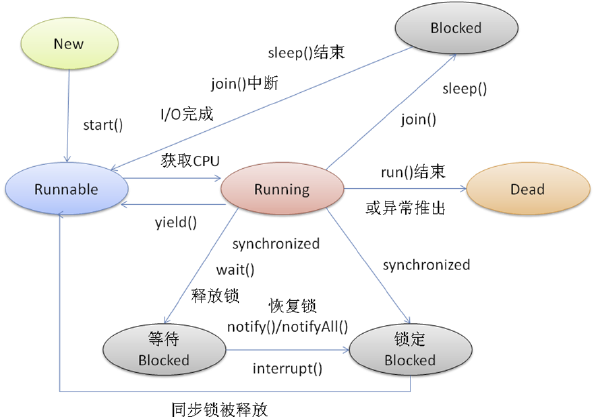 New
Blocked
sleep()结束
join()中断
I/O完成
sleep()
join()
start()
获取CPU
Runnable
Running
run()结束
或异常推出
Dead
yield()
synchronized
wait()
释放锁
synchronized
恢复锁
notify()/notifyAll()
等待
Blocked
锁定
Blocked
interrupt()
同步锁被释放